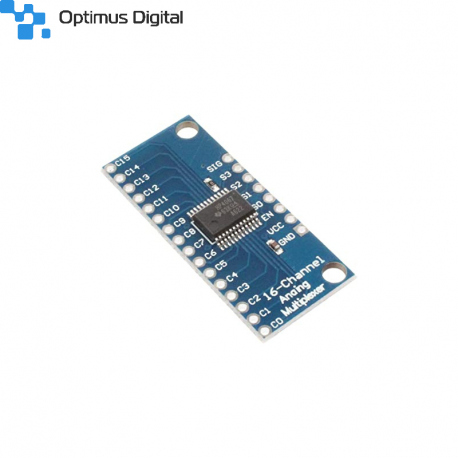 Optimus Digital
C15
C14
C13
C12
C11
C10
C9
C8
C7
C6
C5
C4
C3
C2
C1
C0
SIG
S3
S2
S1
S0
EN
VCC
GND
16-Channel
Analog
Multiplexer